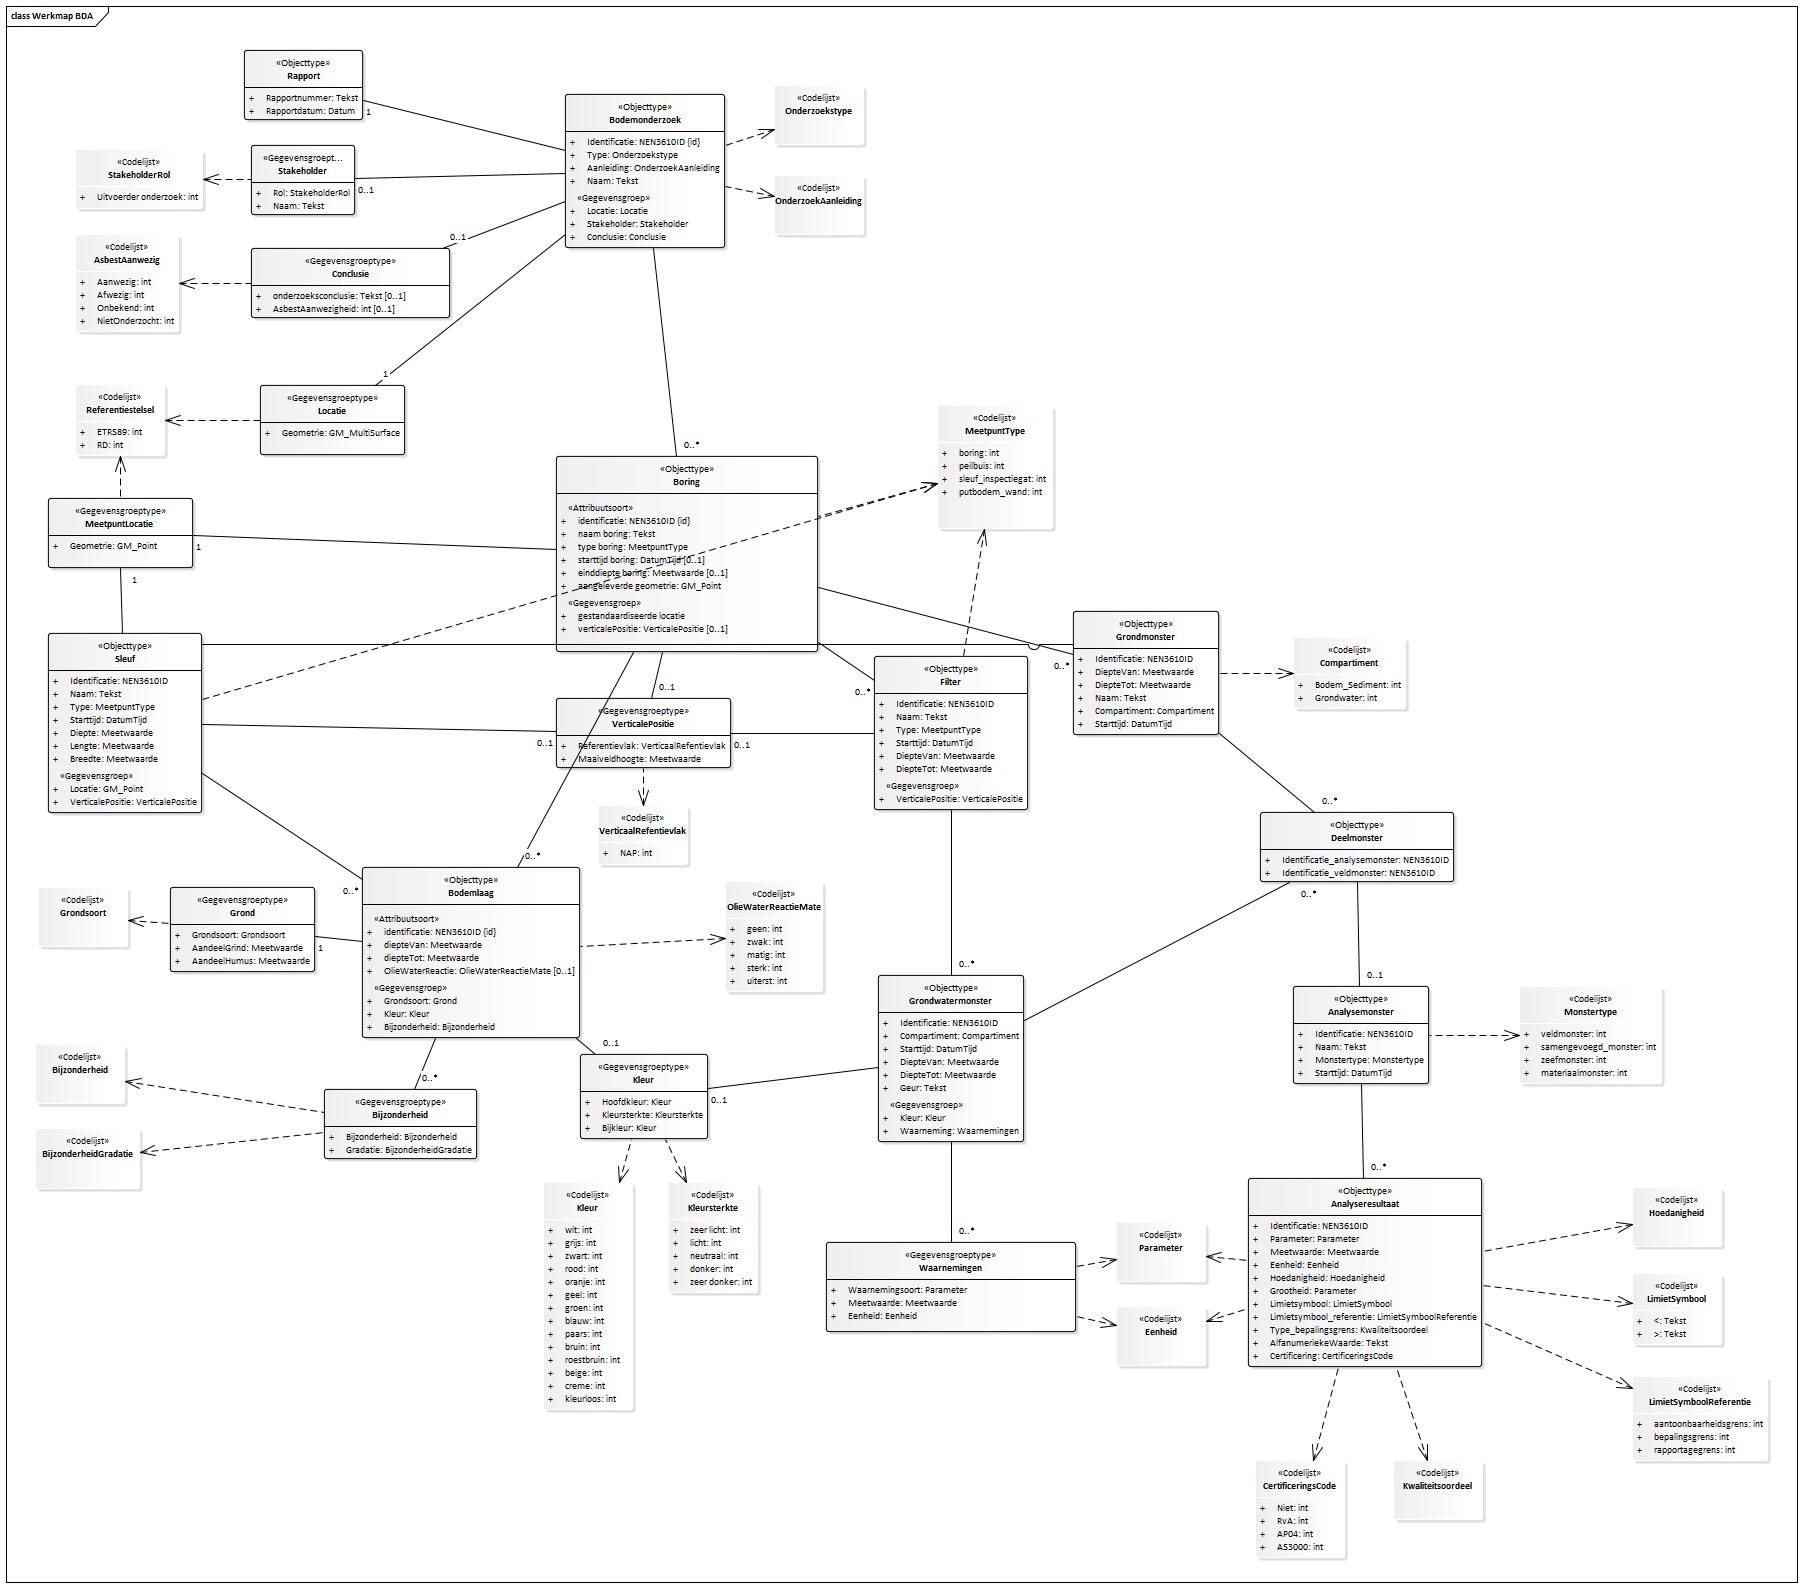 class Werkmap BDA
«Objecttype»
Rapport
+ Rapportnummer: Tekst
+ Rapportdatum: Datum
1
«Objecttype»
Bodemonderzoek
+ Identificatie: NEN3610ID {id}
+ Type: Onderzoekstype
+ Aanleiding: OnderzoekAanleiding
+ Naam: Tekst
«Gegevensgroep»
+ Locatie: Locatie
+ Stakeholder: Stakeholder
+ Conclusie: Conclusie
«Codelijst»
Onderzoekstype
«Codelijst»
OnderzoekAanleiding
«Codelijst»
StakeholderRol
+ Uitvoerder onderzoek: int
«Gegevensgroept...
Stakeholder
+ Rol: StakeholderRol
+ Naam: Tekst
0..1
«Codelijst»
AsbestAanwezig
+ Aanwezig: int
+ Afwezig: int
+ Onbekend: int
+ NietOnderzocht: int
0..1
«Gegevensgroeptype»
Conclusie
+ onderzoeksconclusie: Tekst [0..1]
+ AsbestAanwezigheid: int [0..1]
1
«Codelijst»
Referentiestelsel
+ ETRS89: int
+ RD: int
«Gegevensgroeptype»
Locatie
+ Geometrie: GM_MultiSurface
0..*
«Codelijst»
MeetpuntType
+ boring: int
+ peilbuis: int
+ sleuf_inspectiegat: int
+ putbodem_wand: int
«Gegevensgroeptype»
MeetpuntLocatie
+ Geometrie: GM_Point
1
1
«Objecttype»
Boring
«Attribuutsoort»
+ identificatie: NEN3610ID {id}
+ naam boring: Tekst
+ type boring: MeetpuntType
+ starttijd boring: DatumTijd [0..1]
+ einddiepte boring: Meetwaarde [0..1]
+ aangeleverde geometrie: GM_Point
«Gegevensgroep»
+ gestandaardiseerde locatie
+ verticalePositie: VerticalePositie [0..1]
«Objecttype»
Sleuf
+ Identificatie: NEN3610ID
+ Naam: Tekst
+ Type: MeetpuntType
+ Starttijd: DatumTijd
+ Diepte: Meetwaarde
+ Lengte: Meetwaarde
+ Breedte: Meetwaarde
«Gegevensgroep»
+ Locatie: GM_Point
+ VerticalePositie: VerticalePositie
0..1
«Gegevensgroeptype»
VerticalePositie
+ Referentievlak: VerticaalRefentievlak
+ Maaiveldhoogte: Meetwaarde
0..1
0..1
0..*
«Objecttype»
Filter
+ Identificatie: NEN3610ID
+ Naam: Tekst
+ Type: MeetpuntType
+ Starttijd: DatumTijd
+ DiepteVan: Meetwaarde
+ DiepteTot: Meetwaarde
«Gegevensgroep»
+ VerticalePositie: VerticalePositie
0..*
«Objecttype»
Grondmonster
+ Identificatie: NEN3610ID
+ DiepteVan: Meetwaarde
+ DiepteTot: Meetwaarde
+ Naam: Tekst
+ Compartiment: Compartiment
+ Starttijd: DatumTijd
«Codelijst»
Compartiment
+ Bodem_Sediment: int
+ Grondwater: int
«Codelijst»
VerticaalRefentievlak
+ NAP: int
0..*
«Objecttype»
Deelmonster
+ Identificatie_analysemonster: NEN3610ID
+ Identificatie_veldmonster: NEN3610ID
0..*
«Codelijst»
Grondsoort
«Gegevensgroeptype»
Grond
+ Grondsoort: Grondsoort
+ AandeelGrind: Meetwaarde
+ AandeelHumus: Meetwaarde
1
0..*
0..*
«Objecttype»
Bodemlaag
«Attribuutsoort»
+ identificatie: NEN3610ID {id}
+ diepteVan: Meetwaarde
+ diepteTot: Meetwaarde
+ OlieWaterReactie: OlieWaterReactieMate [0..1]
«Gegevensgroep»
+ Grondsoort: Grond
+ Kleur: Kleur
+ Bijzonderheid: Bijzonderheid
«Codelijst»
OlieWaterReactieMate
+ geen: int
+ zwak: int
+ matig: int
+ sterk: int
+ uiterst: int
0..*
«Objecttype»
Grondwatermonster
+ Identificatie: NEN3610ID
+ Compartiment: Compartiment
+ Starttijd: DatumTijd
+ DiepteVan: Meetwaarde
+ DiepteTot: Meetwaarde
+ Geur: Tekst
«Gegevensgroep»
+ Kleur: Kleur
+ Waarneming: Waarnemingen
0..1
«Objecttype»
Analysemonster
+ Identificatie: NEN3610ID
+ Naam: Tekst
+ Monstertype: Monstertype
+ Starttijd: DatumTijd
«Codelijst»
Monstertype
+ veldmonster: int
+ samengevoegd_monster: int
+ zeefmonster: int
+ materiaalmonster: int
«Codelijst»
Bijzonderheid
«Codelijst»
BijzonderheidGradatie
0..*
«Gegevensgroeptype»
Bijzonderheid
+ Bijzonderheid: Bijzonderheid
+ Gradatie: BijzonderheidGradatie
0..1
«Gegevensgroeptype»
Kleur
+ Hoofdkleur: Kleur
+ Kleursterkte: Kleursterkte
+ Bijkleur: Kleur
0..1
«Codelijst»
Kleur
+ wit: int
+ grijs: int
+ zwart: int
+ rood: int
+ oranje: int
+ geel: int
+ groen: int
+ blauw: int
+ paars: int
+ bruin: int
+ roestbruin: int
+ beige: int
+ creme: int
+ kleurloos: int
«Codelijst»
Kleursterkte
+ zeer licht: int
+ licht: int
+ neutraal: int
+ donker: int
+ zeer donker: int
0..*
«Gegevensgroeptype»
Waarnemingen
+ Waarnemingsoort: Parameter
+ Meetwaarde: Meetwaarde
+ Eenheid: Eenheid
«Codelijst»
Parameter
«Codelijst»
Eenheid
0..*
«Objecttype»
Analyseresultaat
+ Identificatie: NEN3610ID
+ Parameter: Parameter
+ Meetwaarde: Meetwaarde
+ Eenheid: Eenheid
+ Hoedanigheid: Hoedanigheid
+ Grootheid: Parameter
+ Limietsymbool: LimietSymbool
+ Limietsymbool_referentie: LimietSymboolReferentie
+ Type_bepalingsgrens: Kwaliteitsoordeel
+ AlfanumeriekeWaarde: Tekst
+ Certificering: CertificeringsCode
«Codelijst»
Hoedanigheid
«Codelijst»
LimietSymbool
+ <: Tekst
+ >: Tekst
«Codelijst»
LimietSymboolReferentie
+ aantoonbaarheidsgrens: int
+ bepalingsgrens: int
+ rapportagegrens: int
«Codelijst»
CertificeringsCode
+ Niet: int
+ RvA: int
+ AP04: int
+ AS3000: int
«Codelijst»
Kwaliteitsoordeel